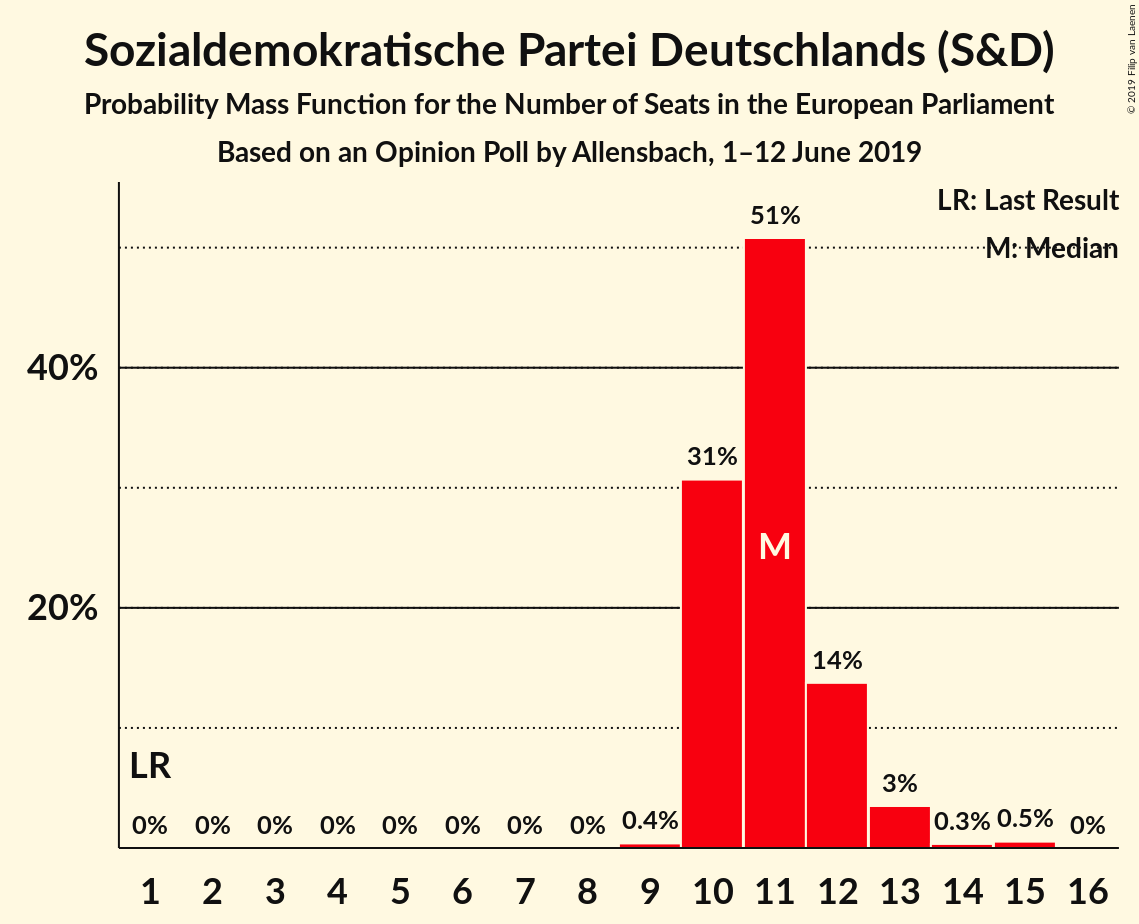 Sozialdemokratische Partei Deutschlands (S&D)
Probability Mass Function for the Number of Seats in the European Parliament
Based on an Opinion Poll by Allensbach, 1–12 June 2019
© 2019 Filip van Laenen
LR: Last Result
M: Median
51%
40%
31%
M
20%
14%
LR
3%
0% 0% 0% 0% 0% 0% 0% 0% 0.4% 0.3% 0.5% 0%
1 2 3 4 5 6 7 8 9 10 11 12 13 14 15 16